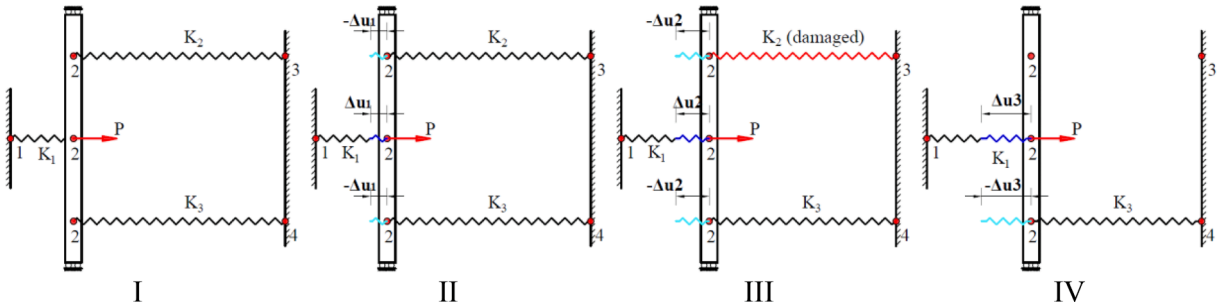 -Δu₁ -Δu2
K₂ K₂ K₂ (damaged)
2 3 2 3 2 3 2 3
Δu₁ Δu2 Δu3
P P P P
1 K₁ 2 1 K₁ 2 1 K₁ 2 1 K₁ 2
-Δu₁ -Δu2 -Δu3
K₃ K₃ K₃ K₃
2 4 2 4 2 4 2 4
I II III IV